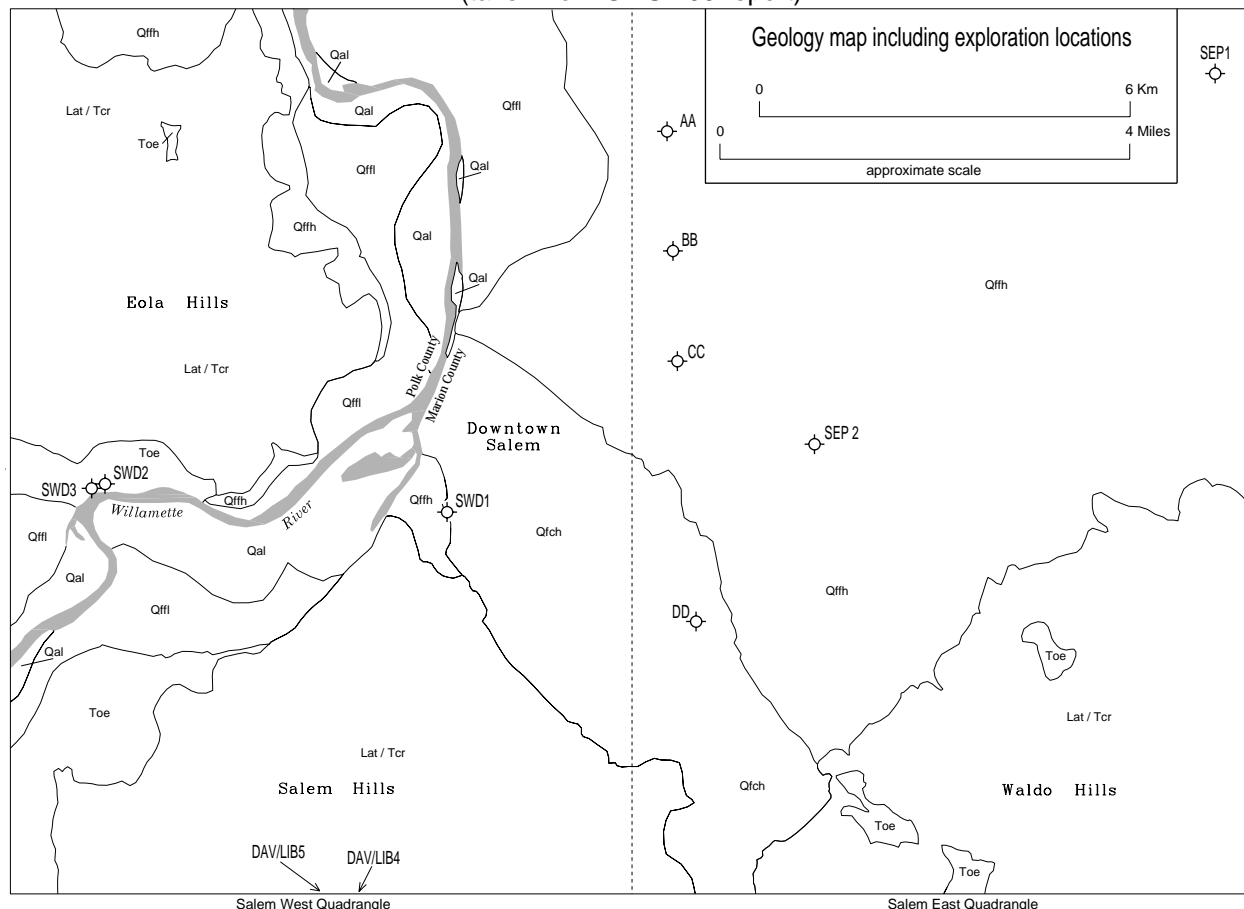 Geology map including exploration locations
0
6 Km
0
4 Miles
approximate scale
SEP1
Qffh
Qal
Lat / Tcr
Qal
Qffl
AA
Toe
Qffl
Qal
Qffh
Qal
BB
Qal
Qffh
Eola Hills
CC
Lat / Tcr
Polk County
Marion County
Qffl
Downtown
Salem
SEP 2
Toe
SWD2
SWD3
Qffh
Qffh
SWD1
Willamette
River
Qffl
Qal
Qfch
Qal
Qffl
Qffh
DD
Qal
Toe
Toe
Lat / Tcr
Lat / Tcr
Salem Hills
Qfch
Waldo Hills
Toe
DAV/LIB5
DAV/LIB4
Toe
Salem West Quadrangle
Salem East Quadrangle